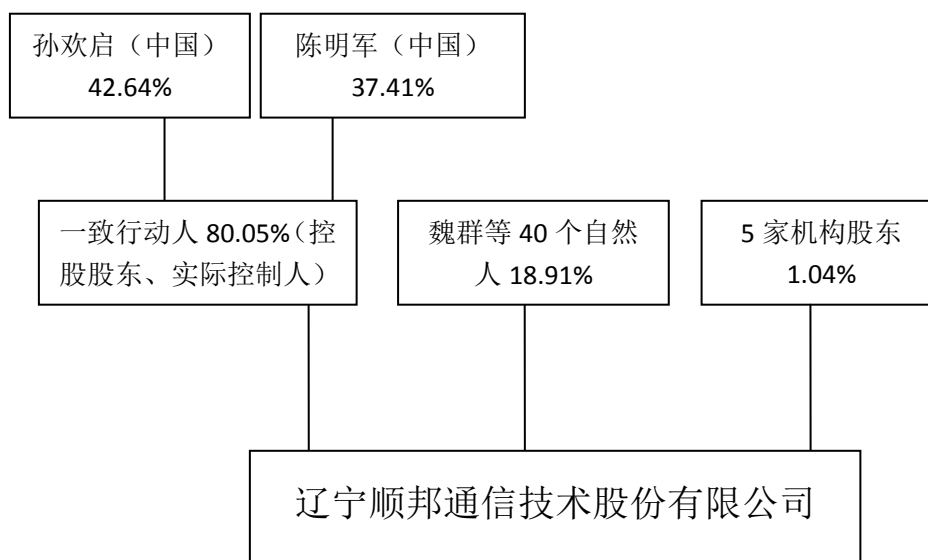 孙欢启（中国）
42.64%
陈明军（中国）
37.41%
一致行动人 80.05%（控
股股东、实际控制人）
魏群等 40 个自然
人 18.91%
5 家机构股东
1.04%
辽宁顺邦通信技术股份有限公司